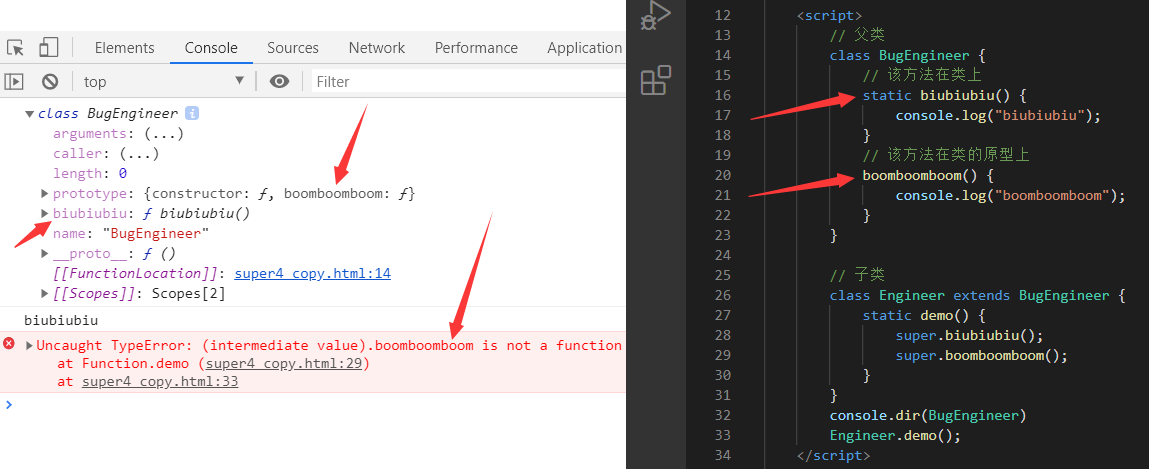 Elements Console Sources Network Performance Application
top Filter
class BugEngineer i
arguments: (...)
caller: (...)
length: 0
prototype: {constructor: ƒ, boomboomboom: ƒ}
biubiubiu: ƒ biubiubiu()
name: "BugEngineer"
__proto__: ƒ ()
[[FunctionLocation]]: super4 copy.html:14
[[Scopes]]: Scopes[2]
biubiubiu
Uncaught TypeError: (intermediate value).boomboomboom is not a function
at Function.demo (super4 copy.html:29)
at super4 copy.html:33
12 <script>
13 // 父类
14 class BugEngineer {
15 // 该方法在类上
16 static biubiubiu() {
17 console.log("biubiubiu");
18 }
19 // 该方法在类的原型上
20 boomboomboom() {
21 console.log("boomboomboom");
22 }
23 }
24
25 // 子类
26 class Engineer extends BugEngineer {
27 static demo() {
28 super.biubiubiu();
29 super.boomboomboom();
30 }
31 }
32 console.dir(BugEngineer)
33 Engineer.demo();
34 </script>